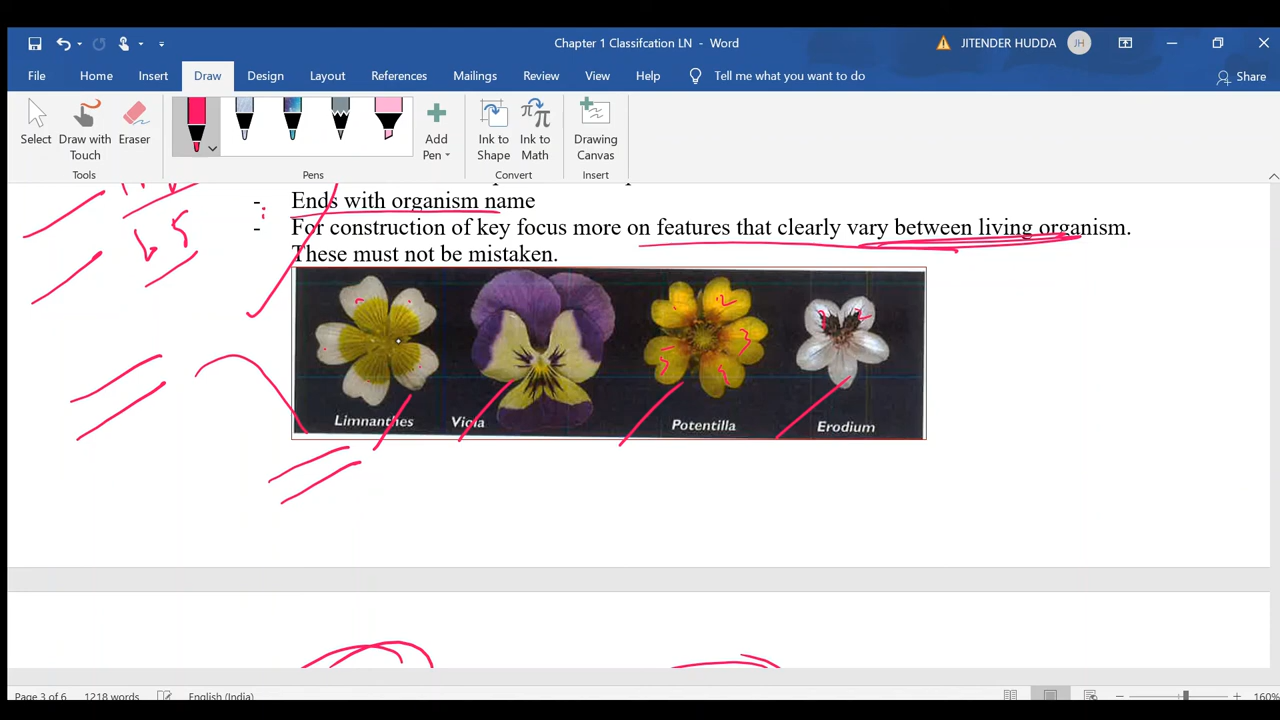 Chapter 1 Classifcation LN - Word
JITENDER HUDDA
JH
File Home Insert Draw Design Layout References Mailings Review View Help Tell me what you want to do
Share
Select
Draw with Touch
Eraser
Add Pen
Ink to Shape
Ink to Math
Drawing Canvas
Tools
Pens
Convert
Insert
- Ends with organism name
- For construction of key focus more on features that clearly vary between living organism.
These must not be mistaken.
Limnanthes
Viola
Potentilla
Erodium
Page 3 of 6 1218 words English (India)
160%